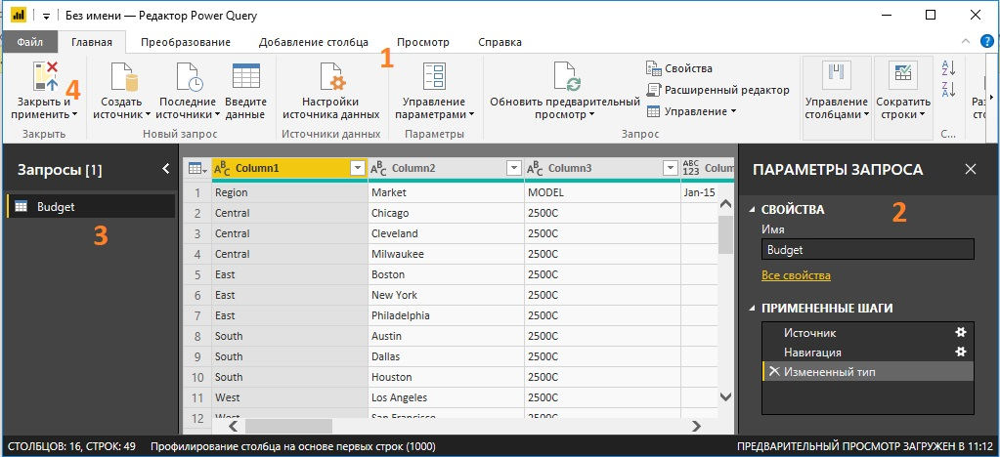 Без имени — Редактор Power Query
Файл Главная Преобразование Добавление столбца Просмотр Справка
1
4
Закрыть и применить
Создать источник
Последние источники
Введите данные
Настройки источника данных
Управление параметрами
Обновить предварительный просмотр
Свойства
Расширенный редактор
Управление
Управление столбцами
Сократить строки
Раз
сто
Закрыть Новый запрос Источники данных Параметры Запрос С...
Запросы [1]
Budget
3
Column1 Column2 Column3 ABC 123 Colum
1 Region Market MODEL Jan-15
2 Central Chicago 2500C
3 Central Cleveland 2500C
4 Central Milwaukee 2500C
5 East Boston 2500C
6 East New York 2500C
7 East Philadelphia 2500C
8 South Austin 2500C
9 South Dallas 2500C
10 South Houston 2500C
11 West Los Angeles 2500C
12 West San Francisco 2500C
ПАРАМЕТРЫ ЗАПРОСА
СВОЙСТВА
2
Имя
Budget
Все свойства
ПРИМЕНЕННЫЕ ШАГИ
Источник
Навигация
Измененный тип
СТОЛБЦОВ: 16, СТРОК: 49 Профилирование столбца на основе первых строк (1000) ПРЕДВАРИТЕЛЬНЫЙ ПРОСМОТР ЗАГРУЖЕН В 11:12